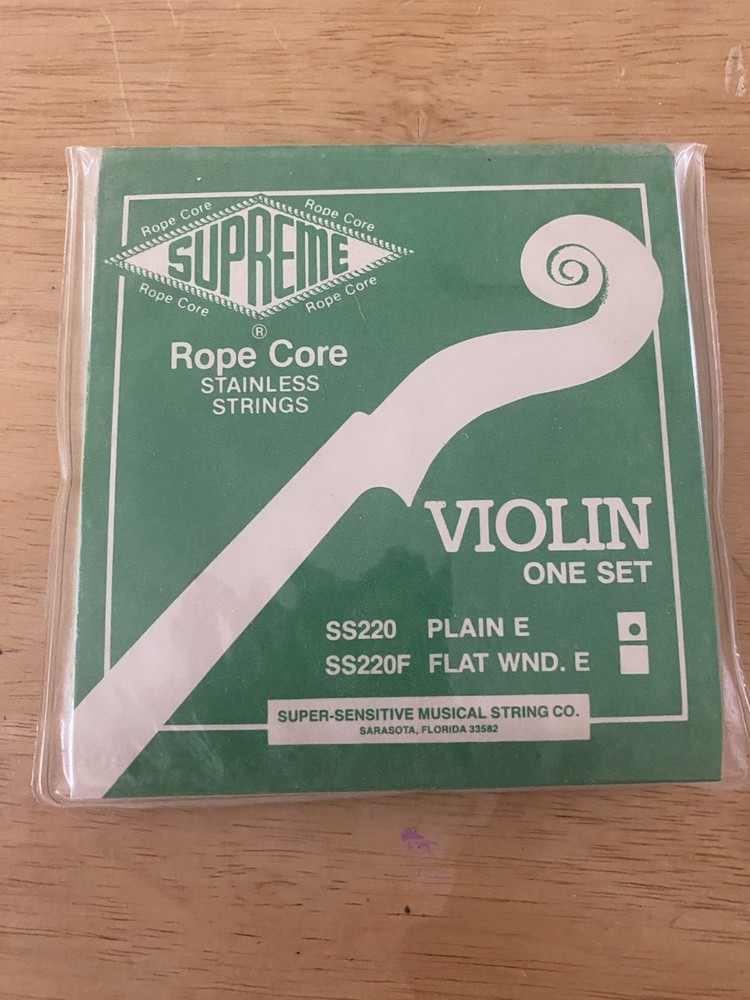 Rope Core
Rope Core
SUPREME
Rope Core
Rope Core
®
Rope Core
STAINLESS
STRINGS
VIOLIN
ONE SET
SS220 PLAIN E
SS220F FLAT WND. E
SUPER-SENSITIVE MUSICAL STRING CO.
SARASOTA, FLORIDA 33582